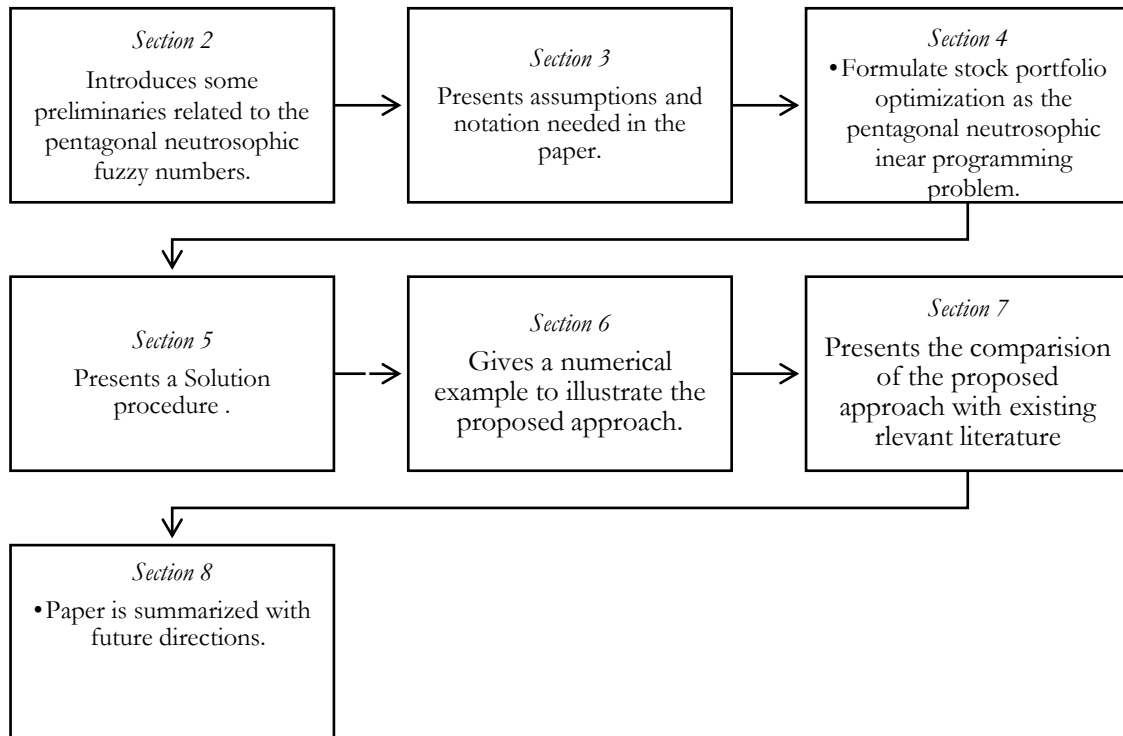 Section 2
Introduces some
preliminaries related to the
pentagonal neutrosophic
fuzzy numbers.
Section 3
Presents assumptions and
notation needed in the
paper.
Section 4
•Formulate stock portfolio
optimization as the
pentagonal neutrosophic
inear programming
problem.
Section 5
Presents a Solution
procedure .
Section 6
Gives a numerical
example to illustrate the
proposed approach.
Section 7
Presents the comparision
of the proposed
approach with existing
rlevant literature
Section 8
•Paper is summarized with
future directions.